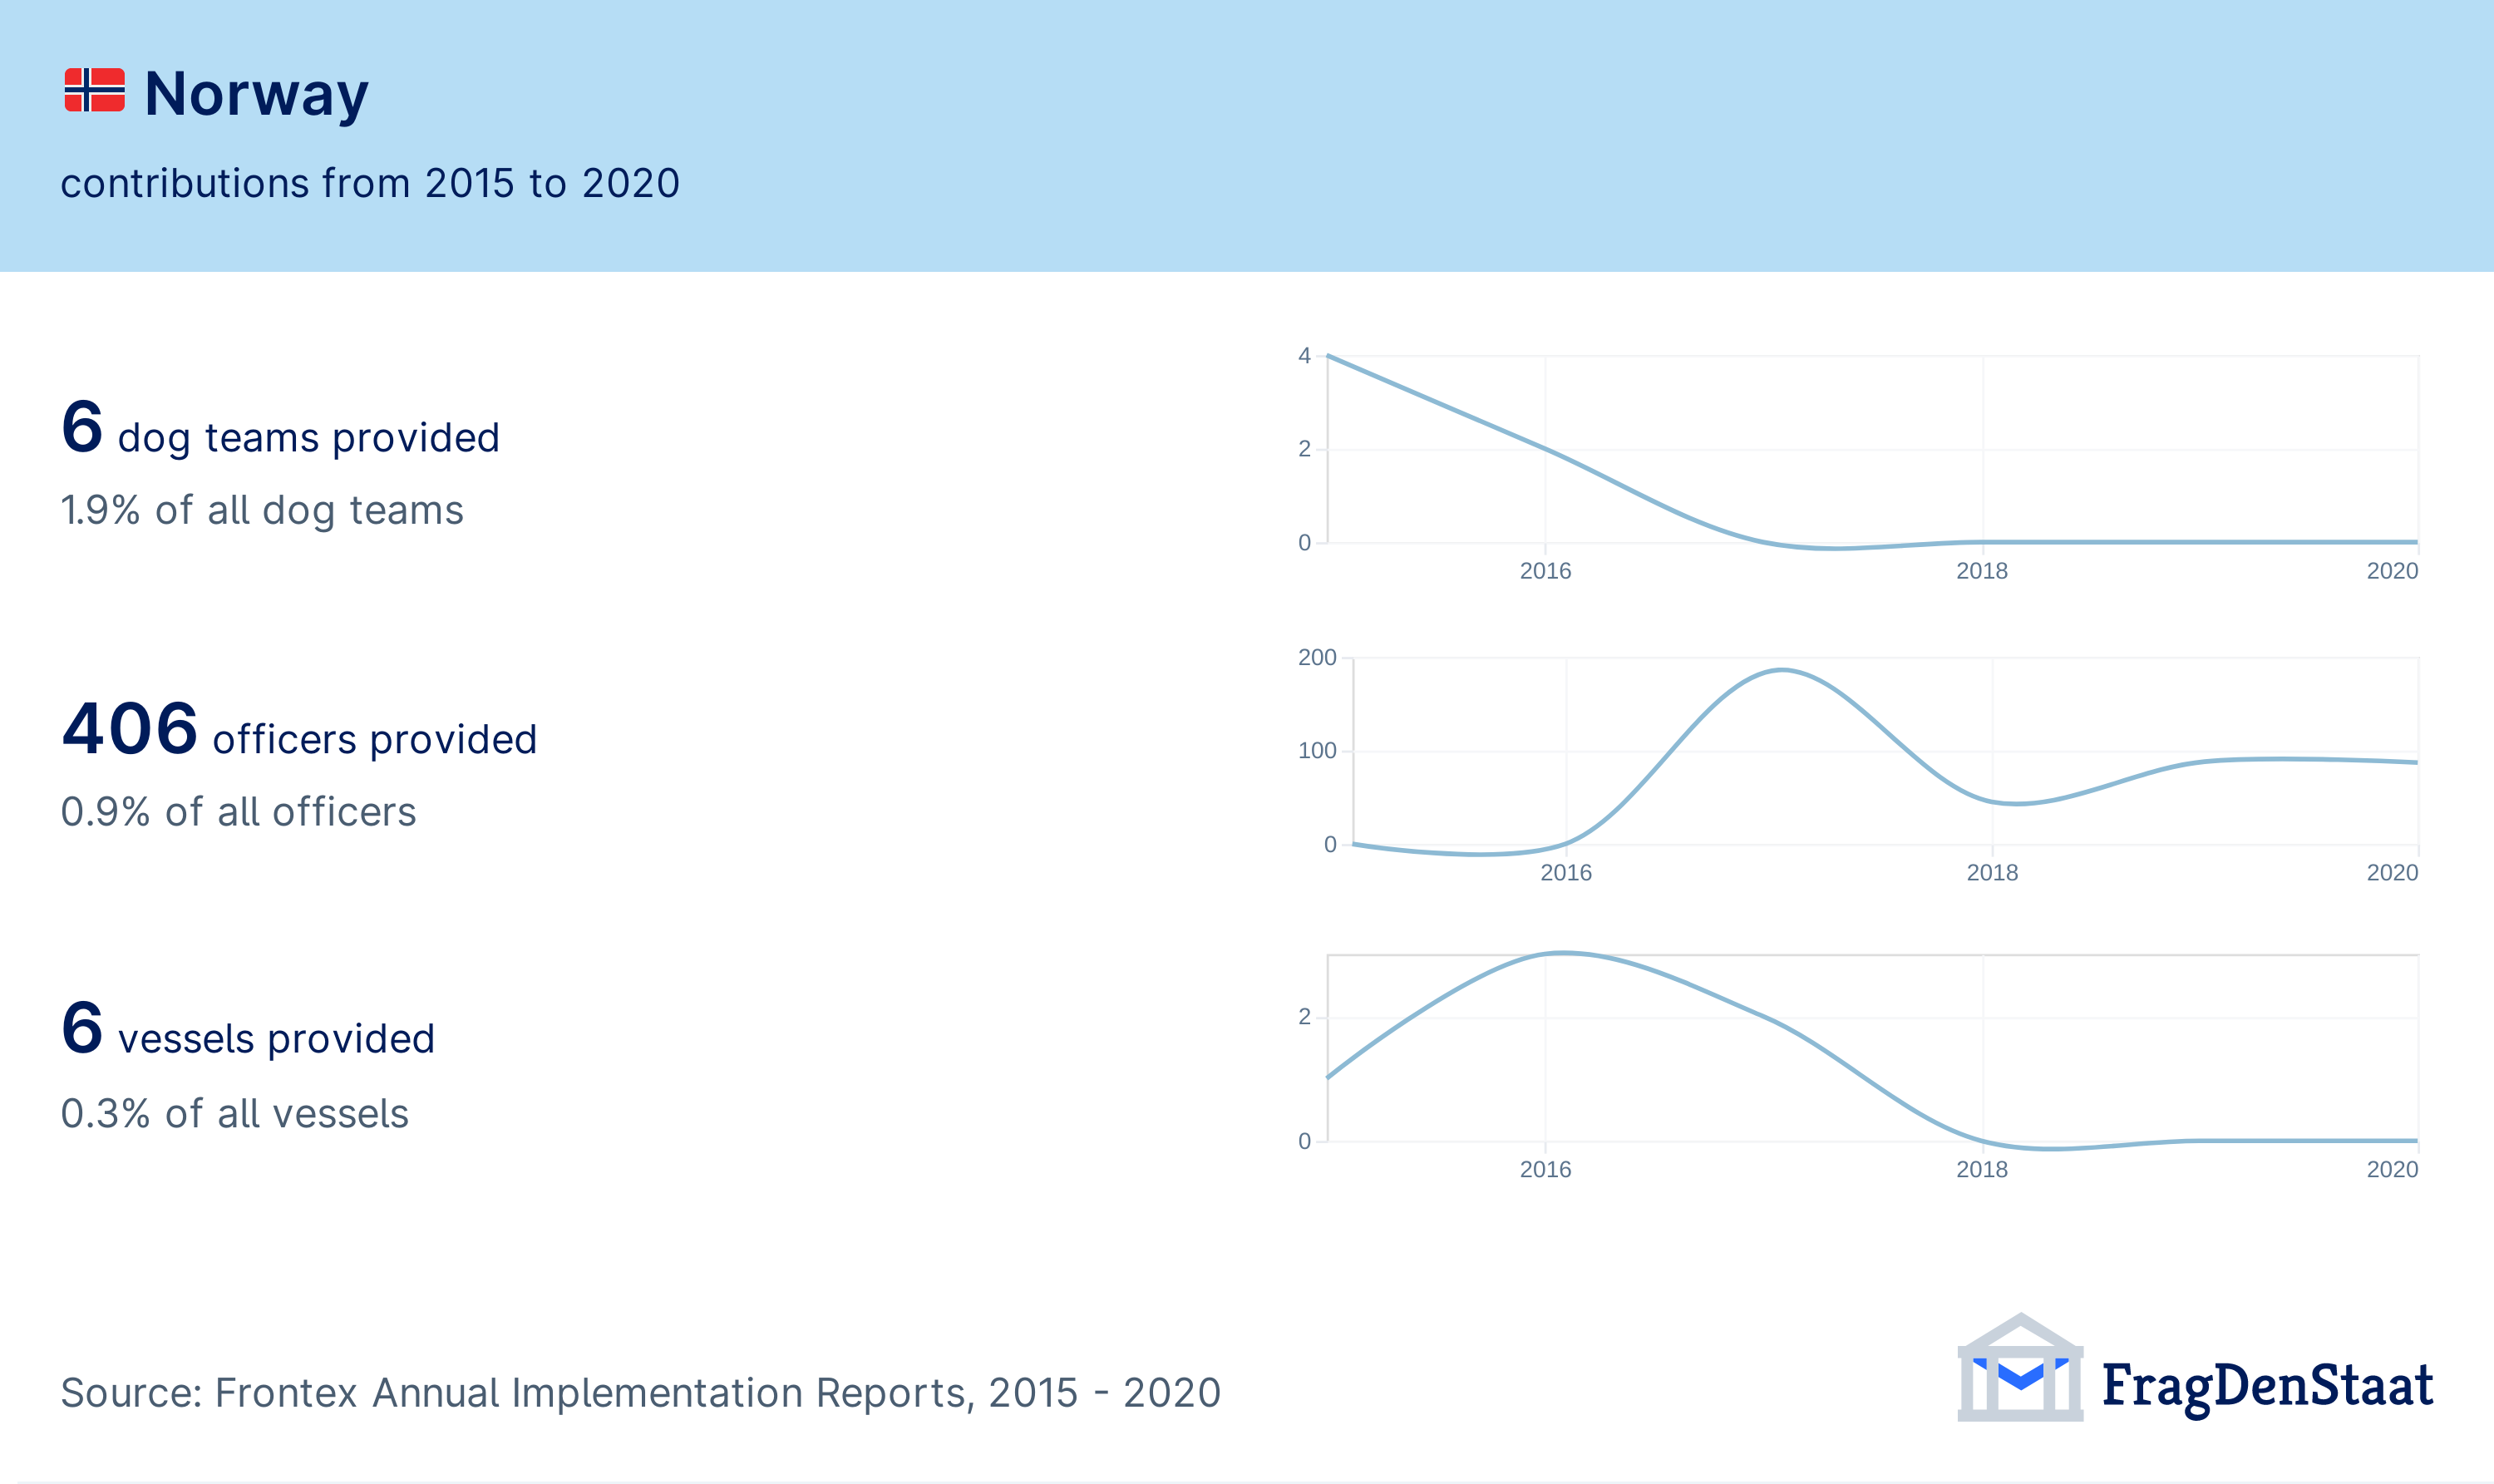 Norway
contributions from 2015 to 2020
6 dog teams provided
1.9% of all dog teams
4
2
0
2016 2018 2020
406 officers provided
0.9% of all officers
200
100
0
2016 2018 2020
6 vessels provided
0.3% of all vessels
2
0
2016 2018 2020
Source: Frontex Annual Implementation Reports, 2015 - 2020
FragDenStaat